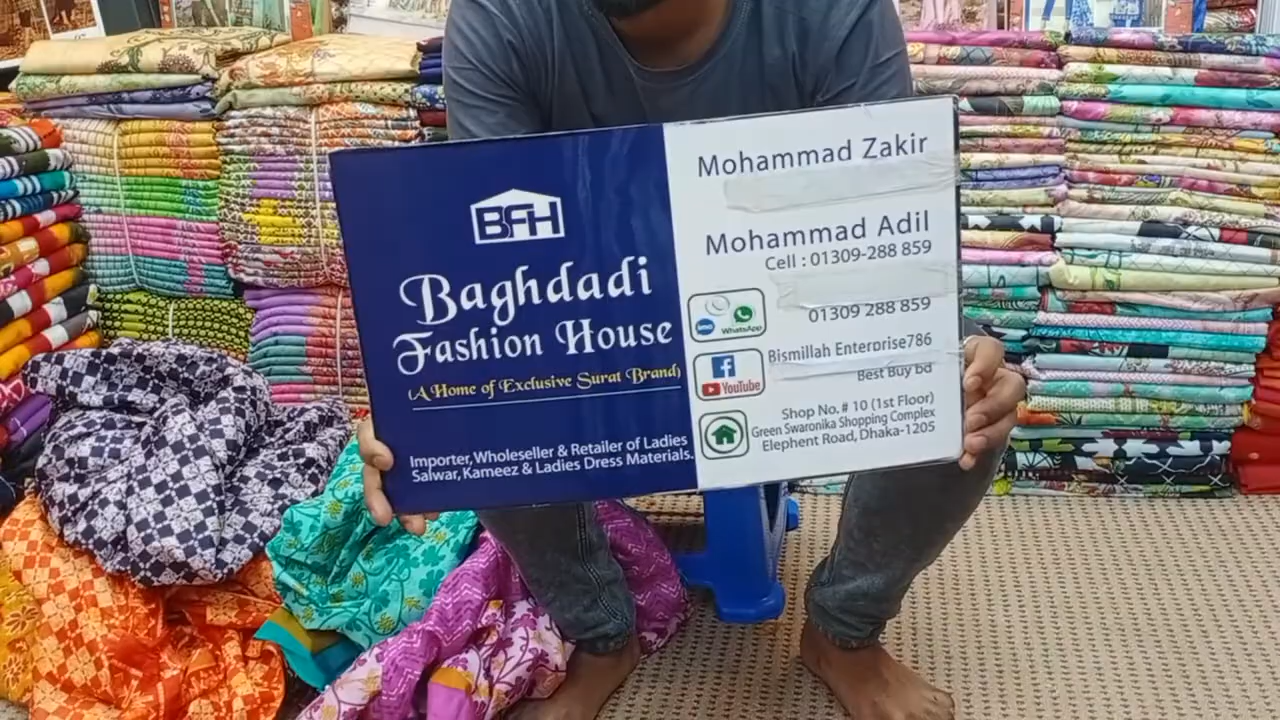 BFH
Baghdadi
Fashion House
(A Home of Exclusive Surat Brand)
Importer, Wholeseller & Retailer of Ladies
Salwar, Kameez & Ladies Dress Materials.
Mohammad Zakir
Mohammad Adil
Cell : 01309-288 859
imo
WhatsApp
01309 288 859
YouTube
Bismillah Enterprise786
Best Buy bd
Shop No. # 10 (1st Floor)
Green Swaronika Shopping Complex
Elephent Road, Dhaka-1205